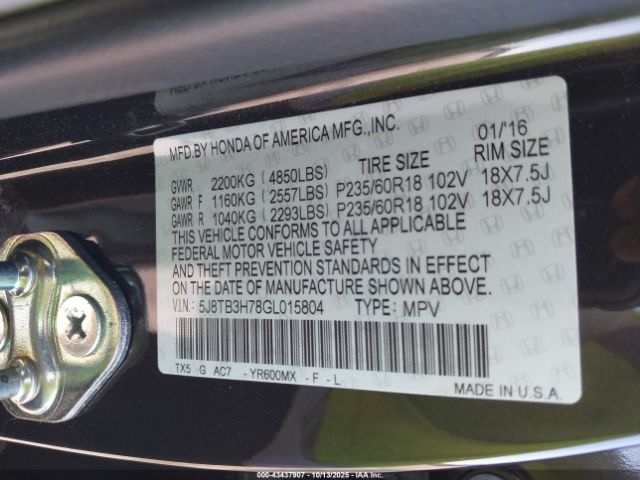 MFD.BY HONDA OF AMERICA MFG.,INC. 01/16
TIRE SIZE RIM SIZE
GVWR 2200KG (4850LBS)
GAWR F 1160KG (2557LBS) P235/60R18 102V 18X7.5J
GAWR R 1040KG (2293LBS) P235/60R18 102V 18X7.5J
THIS VEHICLE CONFORMS TO ALL APPLICABLE
FEDERAL MOTOR VEHICLE SAFETY
AND THEFT PREVENTION STANDARDS IN EFFECT
ON THE DATE OF MANUFACTURE SHOWN ABOVE.
V.I.N.: 5J8TB3H78GL015804 TYPE: MPV
TX5 G AC7 - YR600MX - F - L
MADE IN U.S.A.
000-43437907 - 10/13/2025 - IAA Inc.